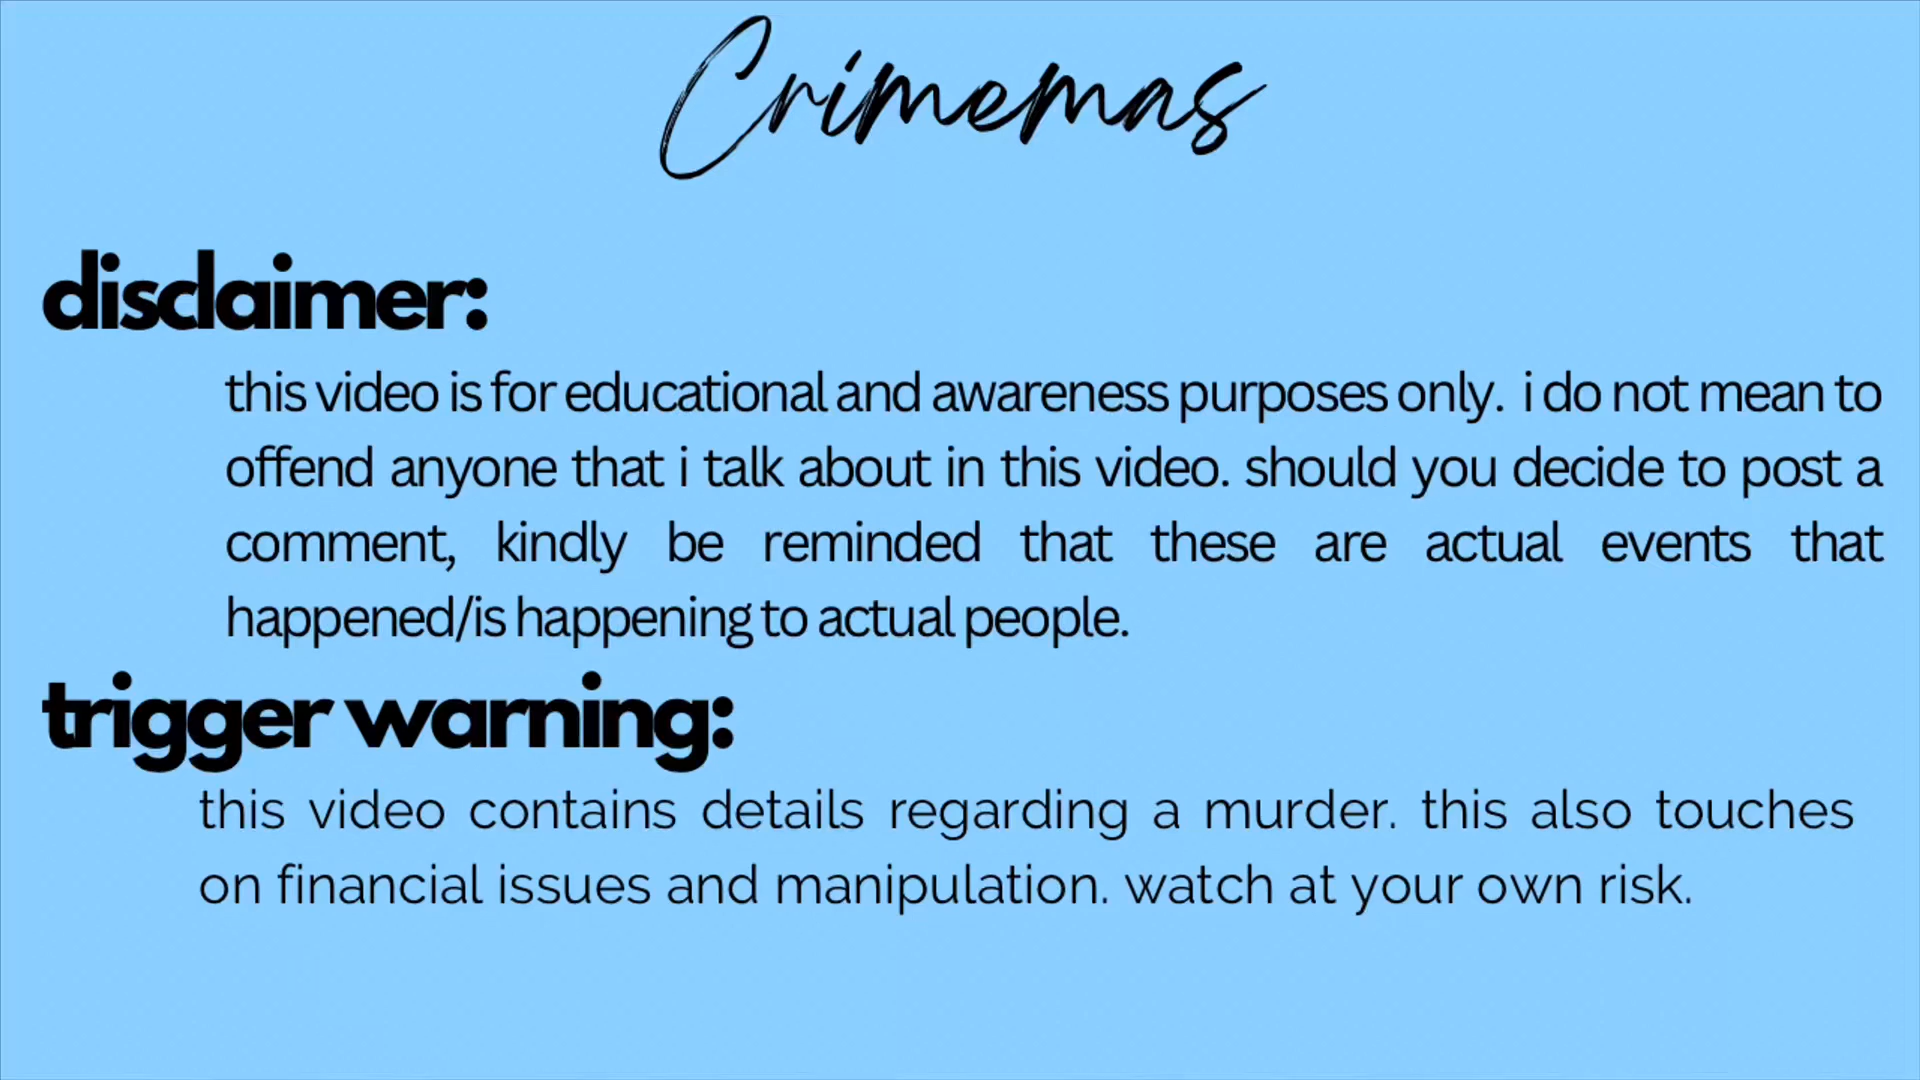 Crimemas
disclaimer:
this video is for educational and awareness purposes only. i do not mean to
offend anyone that i talk about in this video. should you decide to post a
comment, kindly be reminded that these are actual events that
happened/is happening to actual people.
trigger warning:
this video contains details regarding a murder. this also touches
on financial issues and manipulation. watch at your own risk.